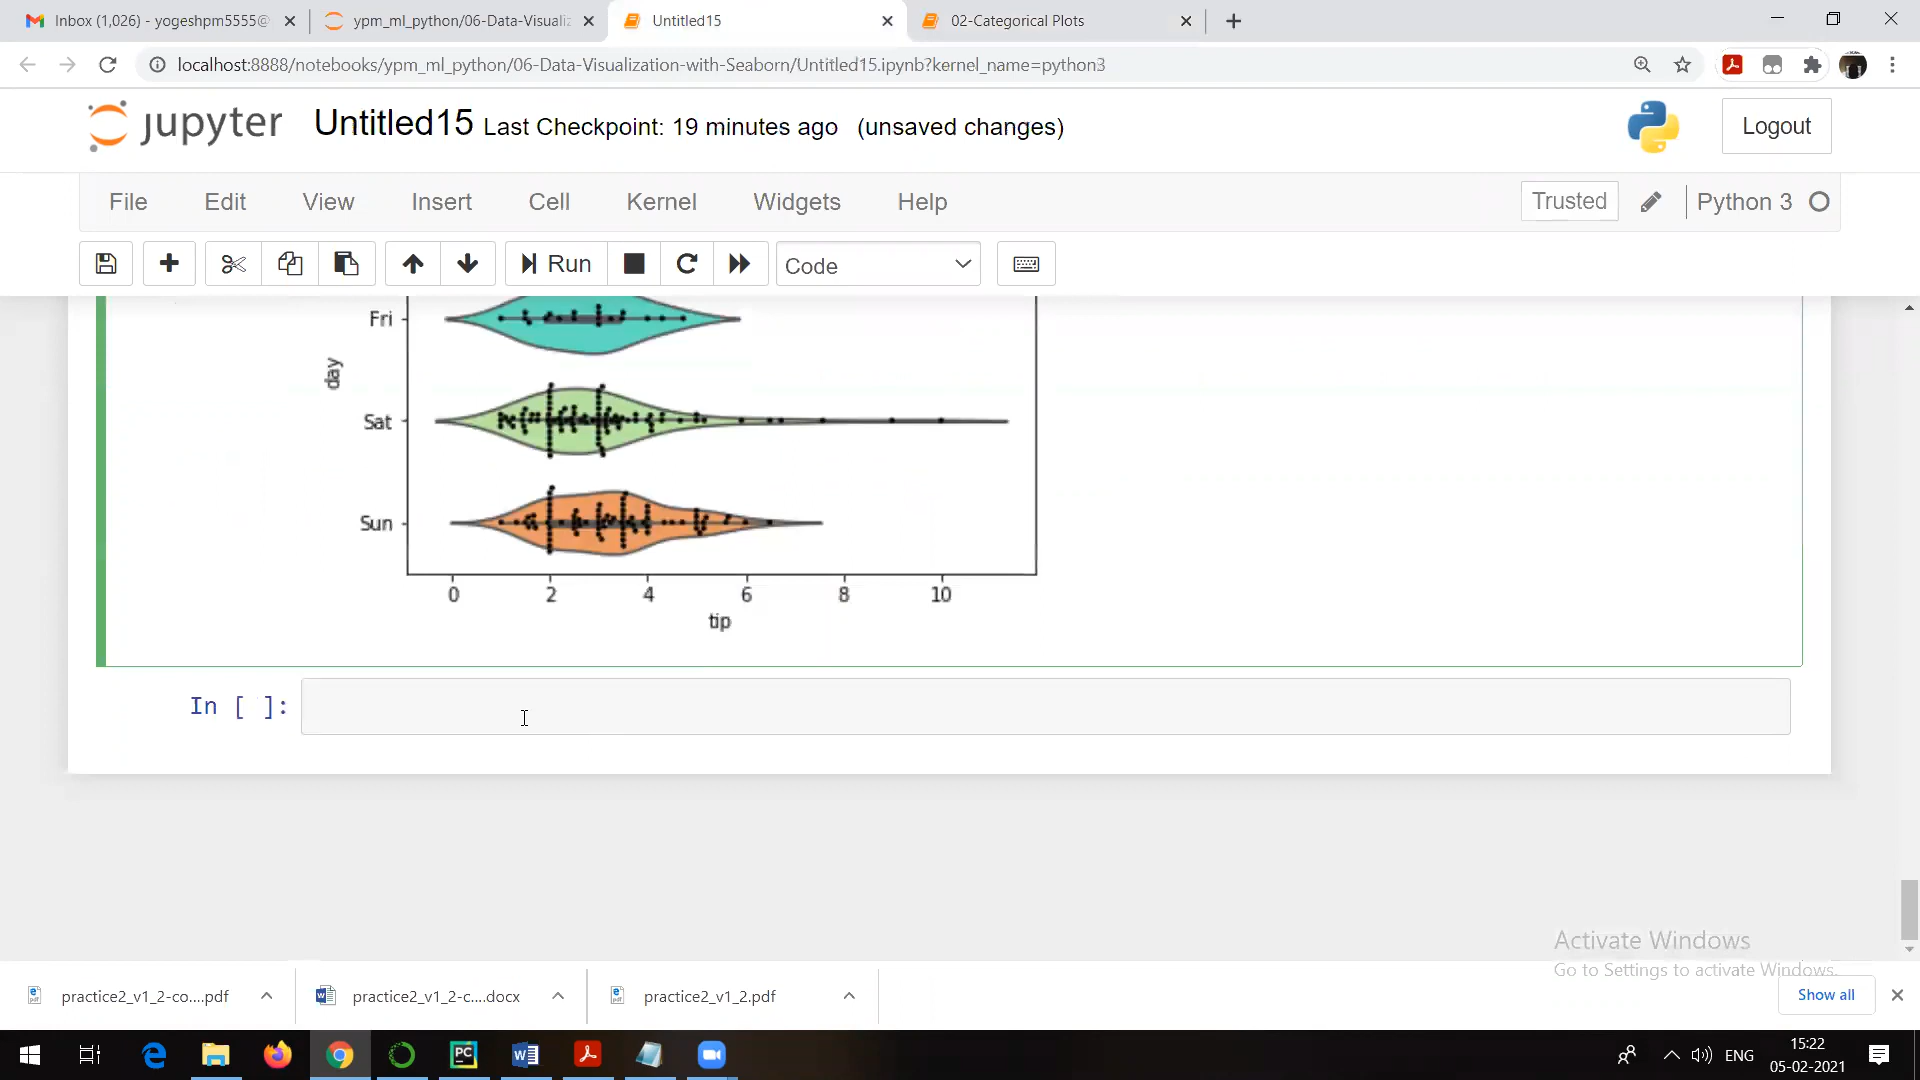 Inbox (1,026) - yogeshpm5555@
ypm_ml_python/06-Data-Visualiz
Untitled15
02-Categorical Plots
localhost:8888/notebooks/ypm_ml_python/06-Data-Visualization-with-Seaborn/Untitled15.ipynb?kernel_name=python3
jupyter
Untitled15 Last Checkpoint: 19 minutes ago (unsaved changes)
Logout
File Edit View Insert Cell Kernel Widgets Help
Trusted
Python 3
Run
Code
Fri
day
Sat
Sun
0 2 4 6 8 10
tip
In [ ]:
Activate Windows
Go to Settings to activate Windows.
practice2_v1_2-co....pdf
practice2_v1_2-c....docx
practice2_v1_2.pdf
Show all
PC
ENG
15:22
05-02-2021